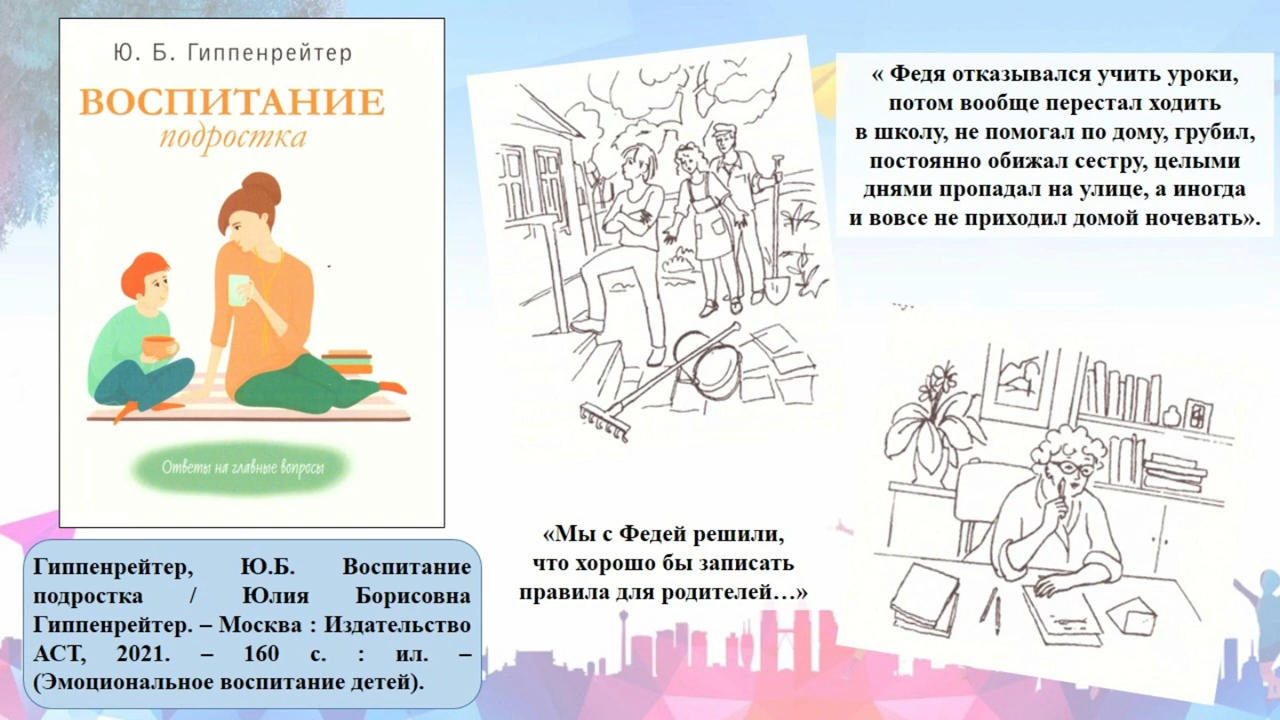 Ю. Б. Гиппенрейтер
ВОСПИТАНИЕ
подростка
Ответы на главные вопросы
Гиппенрейтер, Ю.Б. Воспитание
подростка / Юлия Борисовна
Гиппенрейтер. – Москва : Издательство
АСТ, 2021. – 160 с. : ил. –
(Эмоциональное воспитание детей).
« Федя отказывался учить уроки,
потом вообще перестал ходить
в школу, не помогал по дому, грубил,
постоянно обижал сестру, целыми
днями пропадал на улице, а иногда
и вовсе не приходил домой ночевать».
«Мы с Федей решили,
что хорошо бы записать
правила для родителей…»